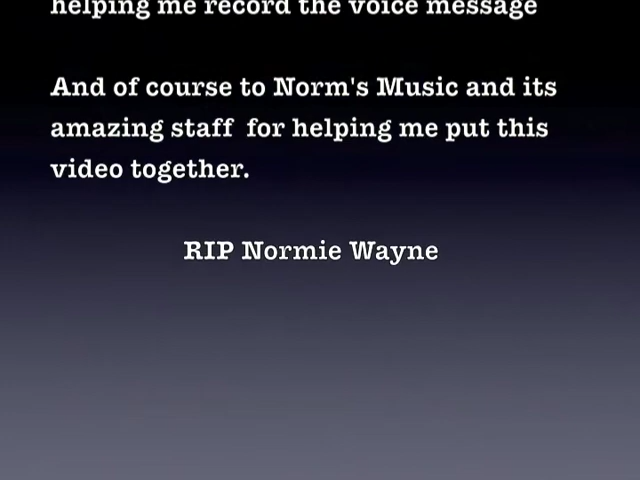 helping me record the voice message
And of course to Norm's Music and its
amazing staff  for helping me put this
video together.
RIP Normie Wayne